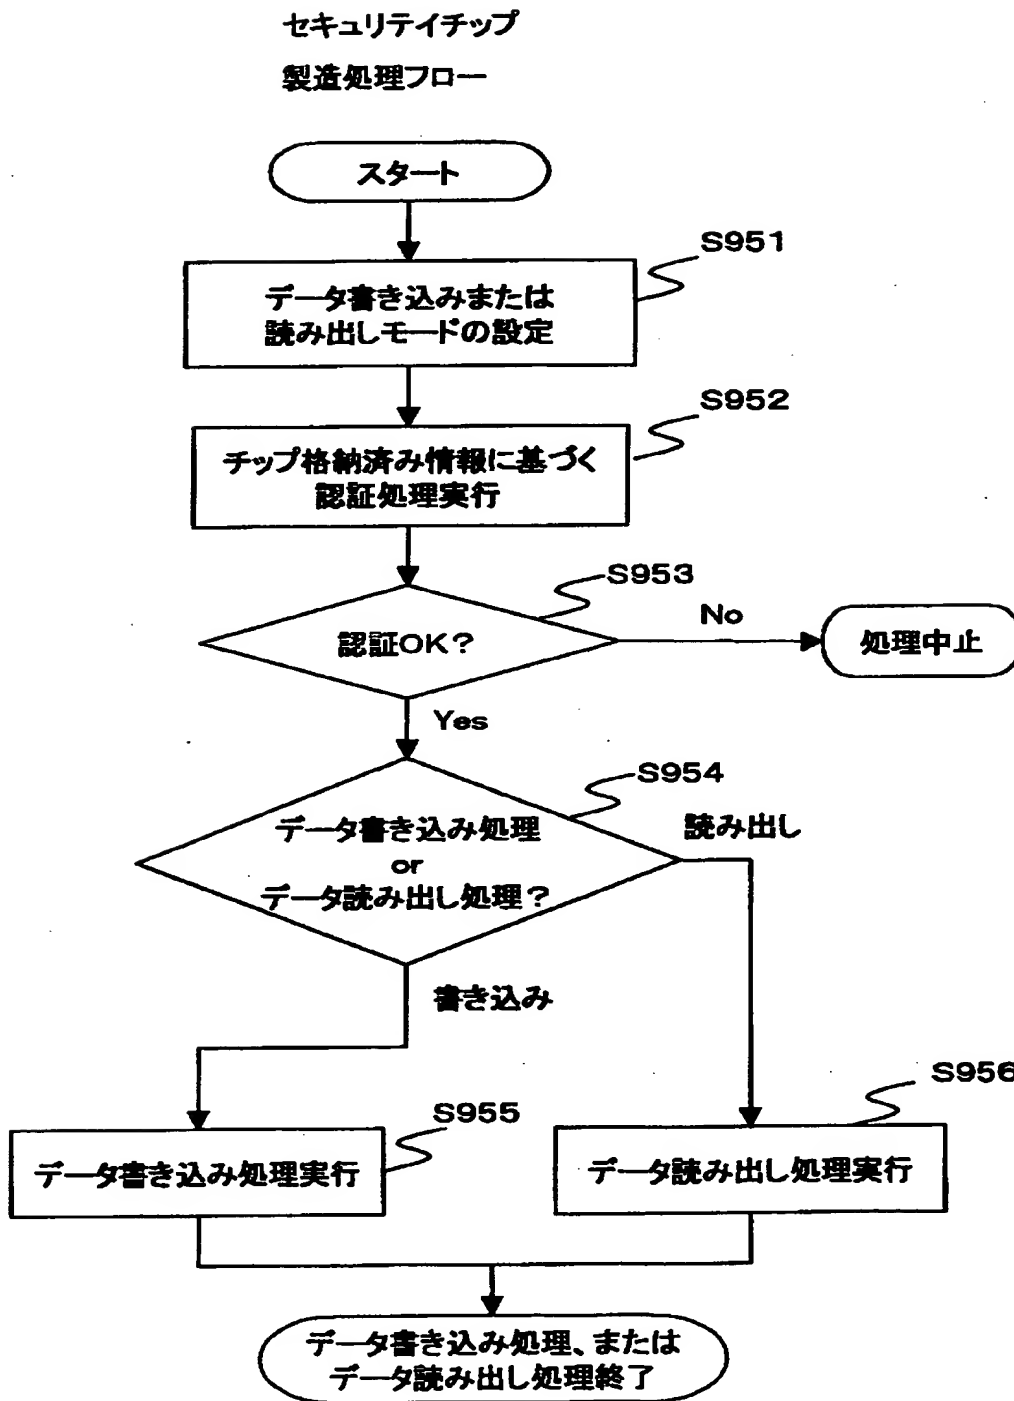 セキュリテイチップ
製造処理フロー
スタート
S951
データ書き込みまたは
読み出しモードの設定
S952
チップ格納済み情報に基づく
認証処理実行
S953
認証OK?
No
処理中止
Yes
S954
データ書き込み処理
or
データ読み出し処理?
読み出し
書き込み
S955
データ書き込み処理実行
S956
データ読み出し処理実行
データ書き込み処理、または
データ読み出し処理終了